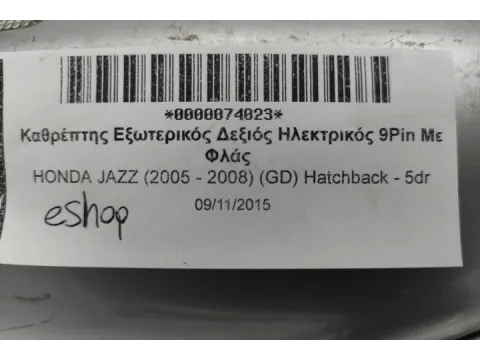 *0000074023*
Καθρέπτης Εξωτερικός Δεξιός Ηλεκτρικός 9Pin Με
Φλάς
HONDA JAZZ (2005 - 2008) (GD) Hatchback - 5dr
09/11/2015
eshop